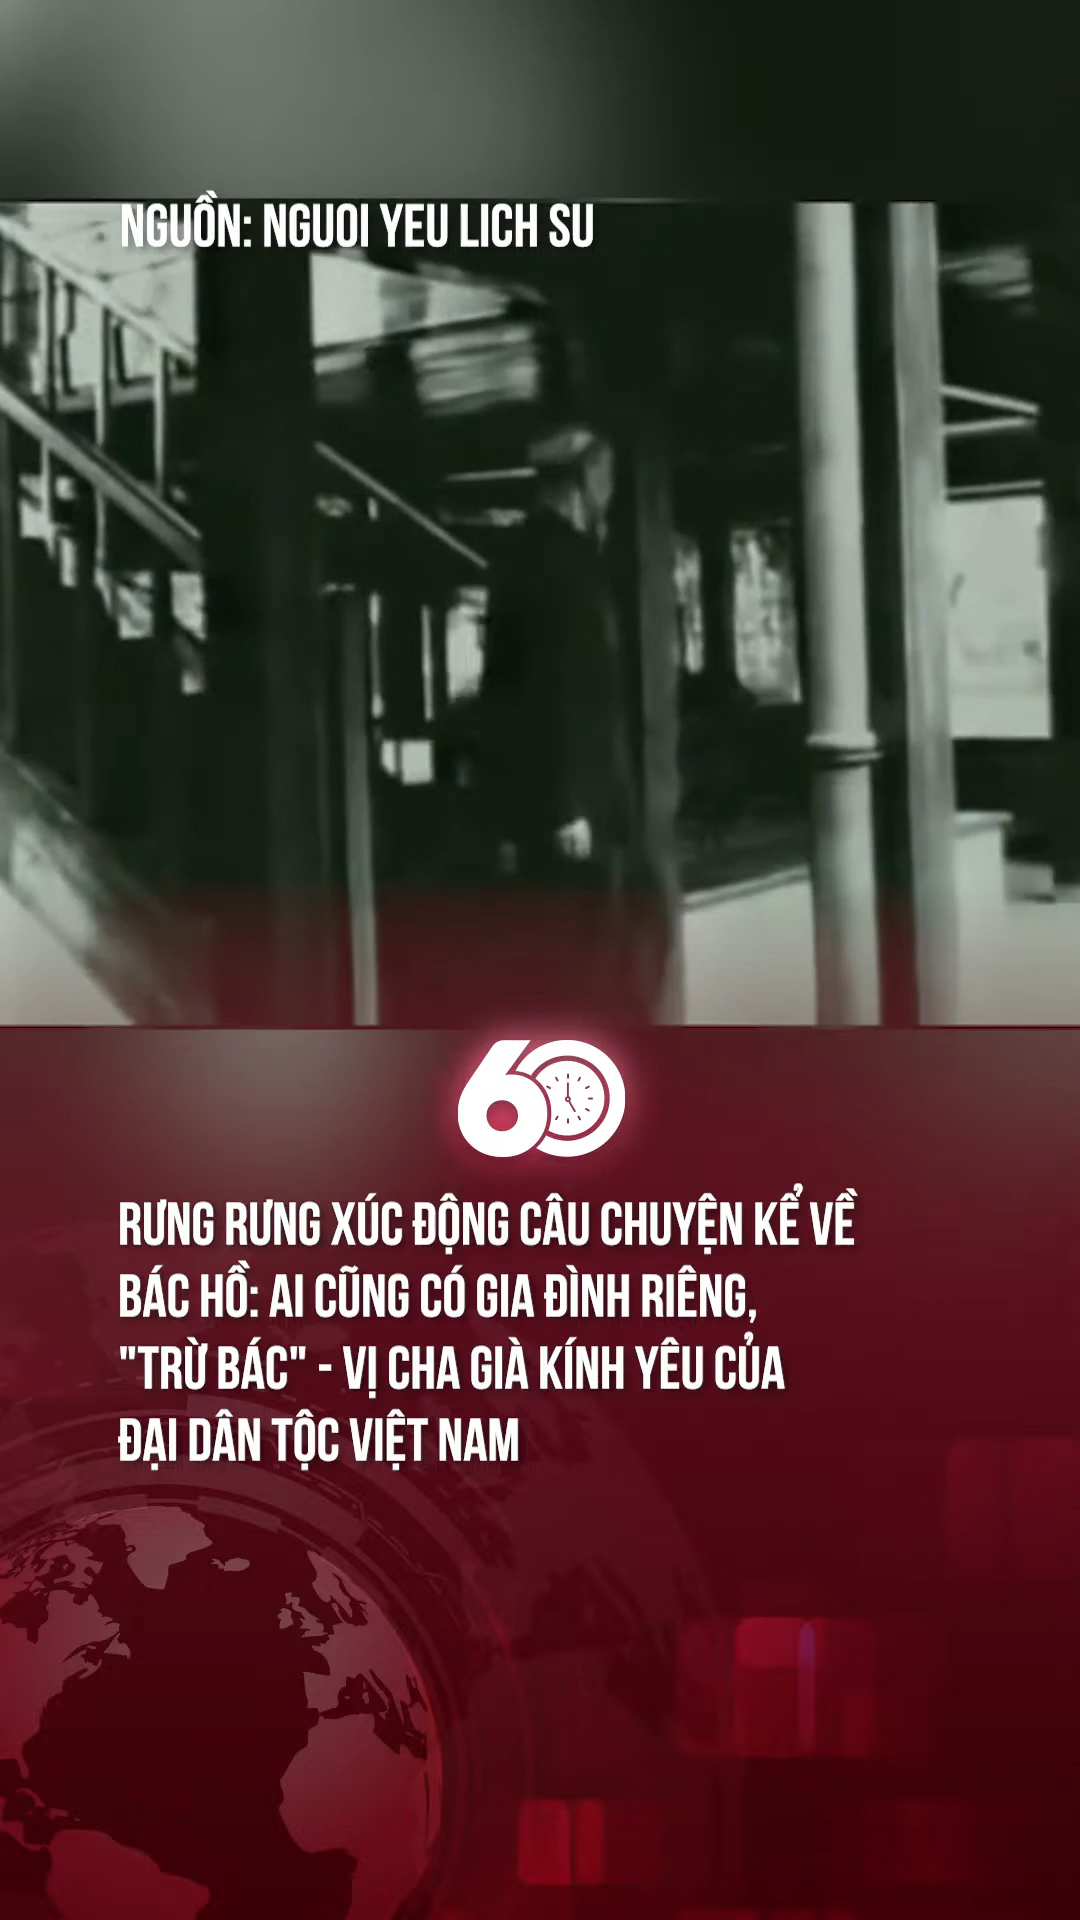 NGUỒN: NGUOI YEU LICH SU
60
RƯNG RƯNG XÚC ĐỘNG CÂU CHUYỆN KỂ VỀ
BÁC HỒ: AI CŨNG CÓ GIA ĐÌNH RIÊNG,
"TRỪ BÁC" - VỊ CHA GIÀ KÍNH YÊU CỦA
ĐẠI DÂN TỘC VIỆT NAM